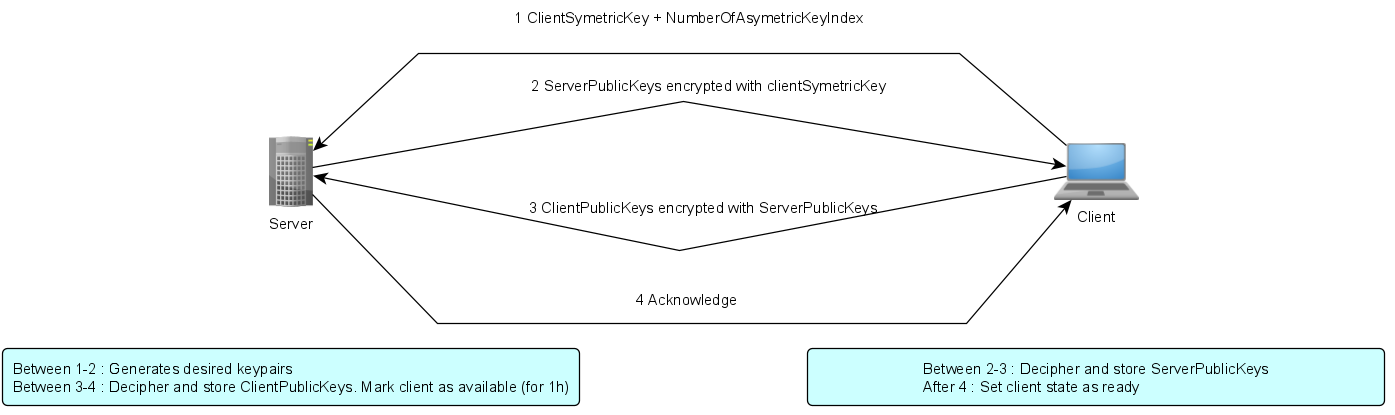 1 ClientSymetricKey + NumberOfAsymetricKeyIndex
2 ServerPublicKeys encrypted with clientSymetricKey
3 ClientPublicKeys encrypted with ServerPublicKeys
Server
Client
4 Acknowledge
Between 1-2 : Generates desired keypairs
Between 3-4 : Decipher and store ClientPublicKeys. Mark client as available (for 1h)
Between 2-3 : Decipher and store ServerPublicKeys
After 4 : Set client state as ready